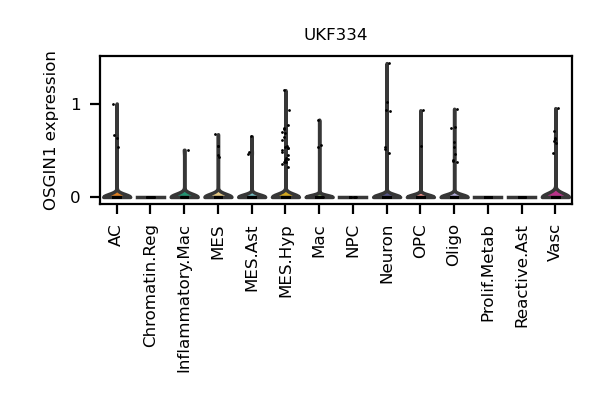 UKF334
OSGIN1 expression
1
0
AC
Chromatin.Reg
Inflammatory.Mac
MES
MES.Ast
MES.Hyp
Mac
NPC
Neuron
OPC
Oligo
Prolif.Metab
Reactive.Ast
Vasc